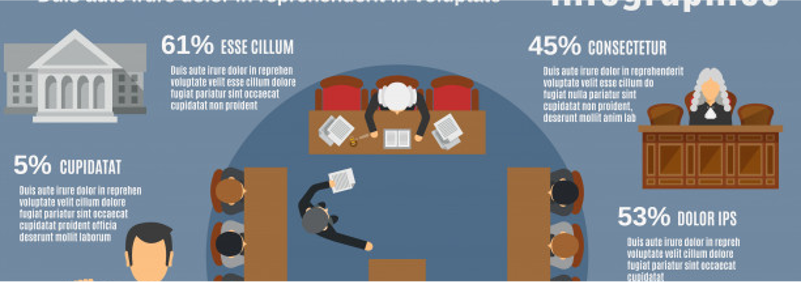 Duis aute irure dolor in reprehenderit in voluptate
Infographics
61% ESSE CILLUM
Duis aute irure dolor in reprehen
voluptate velit esse cillum dolore
fugiat pariatur sint occaecat
cupidatat non proident
45% CONSECTETUR
Duis aute irure dolor in reprehenderit
voluptate velit esse cillum do
fugiat nulla pariatur sint
cupidatat non proident,
deserunt mollit anim lab
5% CUPIDATAT
Duis aute irure dolor in reprehen
voluptate velit cillum dolore
fugiat pariatur sint occaecat
cupidatat proident officia
deserunt mollit laborum
53% DOLOR IPS
Duis aute irure dolor in repreh
voluptate velit cillum dolore
fugiat pariatur sint occaecat
cupidatat